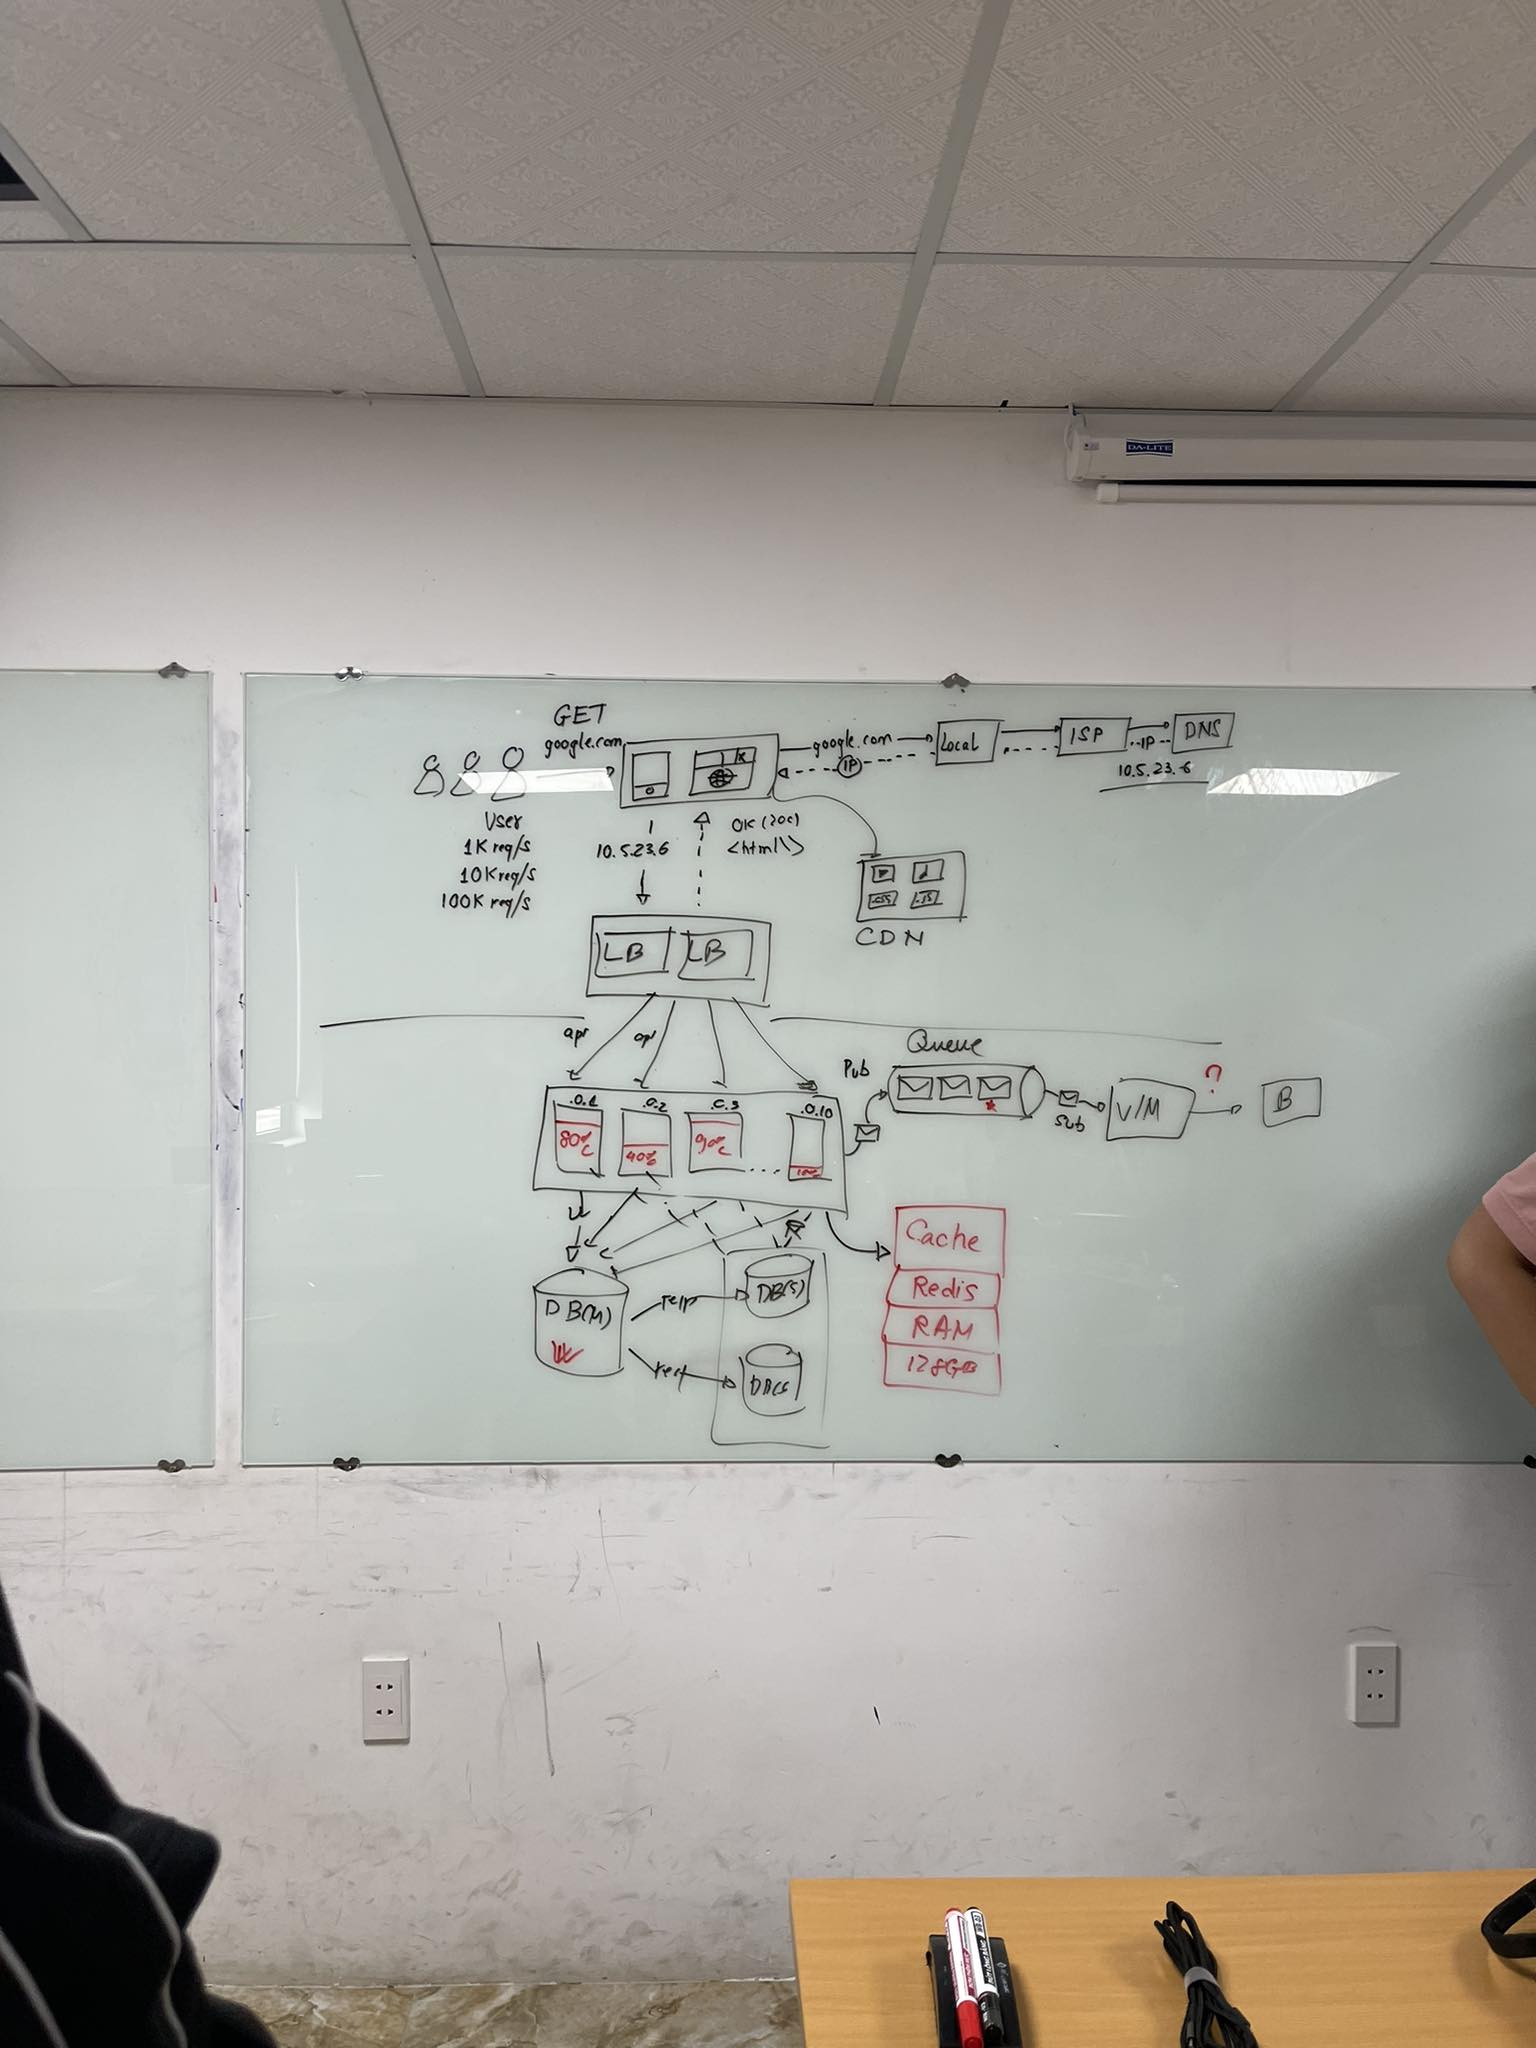 DA-LITE
GET
google.com
google.com
Local
ISP
DNS
IP
IP
10.5.23.6
User
1K req/s
10K req/s
100K req/s
10.5.23.6
OK (200)
<html\>
.css
.JS
CDN
LB
LB
api
api
Queue
Pub
Sub
V/M
?
B
.0.1
.0.2
.0.3
.0.10
80%
40%
90%
...
10%
Cache
Redis
RAM
128GB
DB(M)
W
rep
rep
DB(S)
DB(S